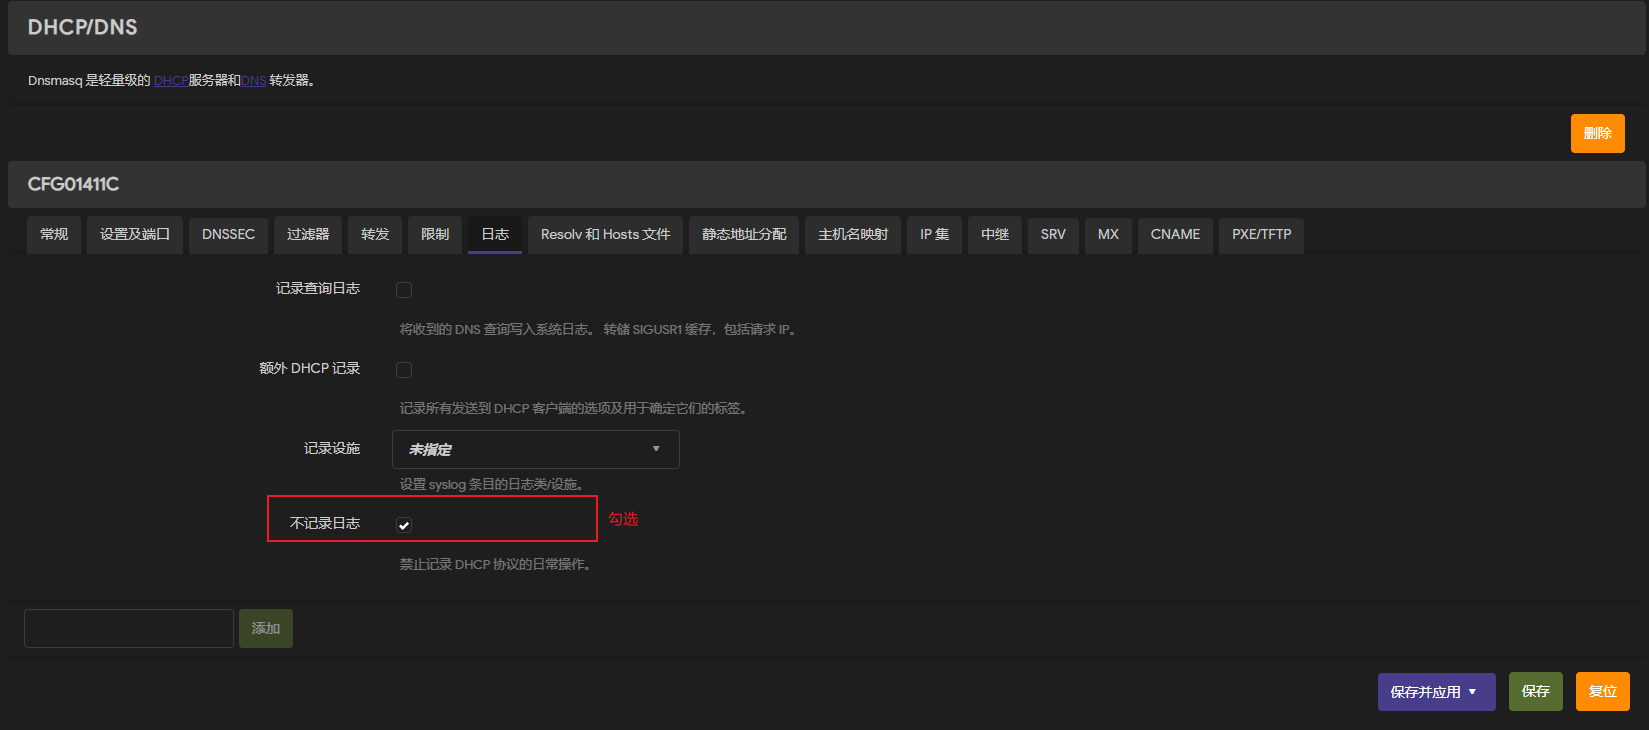 DHCP/DNS
Dnsmasq 是轻量级的 DHCP服务器和DNS 转发器。
删除
CFG01411C
常规 设置及端口 DNSSEC 过滤器 转发 限制 日志 Resolv 和 Hosts 文件 静态地址分配 主机名映射 IP 集 中继 SRV MX CNAME PXE/TFTP
记录查询日志
将收到的 DNS 查询写入系统日志。 转储 SIGUSR1 缓存，包括请求 IP。
额外 DHCP 记录
记录所有发送到 DHCP 客户端的选项及用于确定它们的标签。
记录设施 未指定
设置 syslog 条目的日志类/设施。
不记录日志 勾选
禁止记录 DHCP 协议的日常操作。
添加
保存并应用 保存 复位